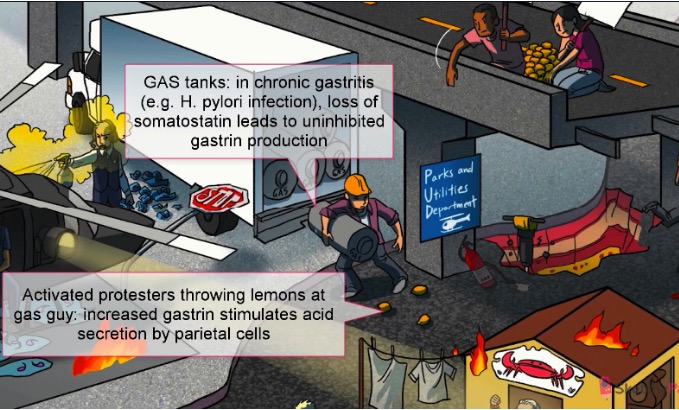 GAS tanks: in chronic gastritis
(e.g. H. pylori infection), loss of
somatostatin leads to uninhibited
gastrin production
GAS
STOP
Parks and
Utilities
Department
Activated protesters throwing lemons at
gas guy: increased gastrin stimulates acid
secretion by parietal cells